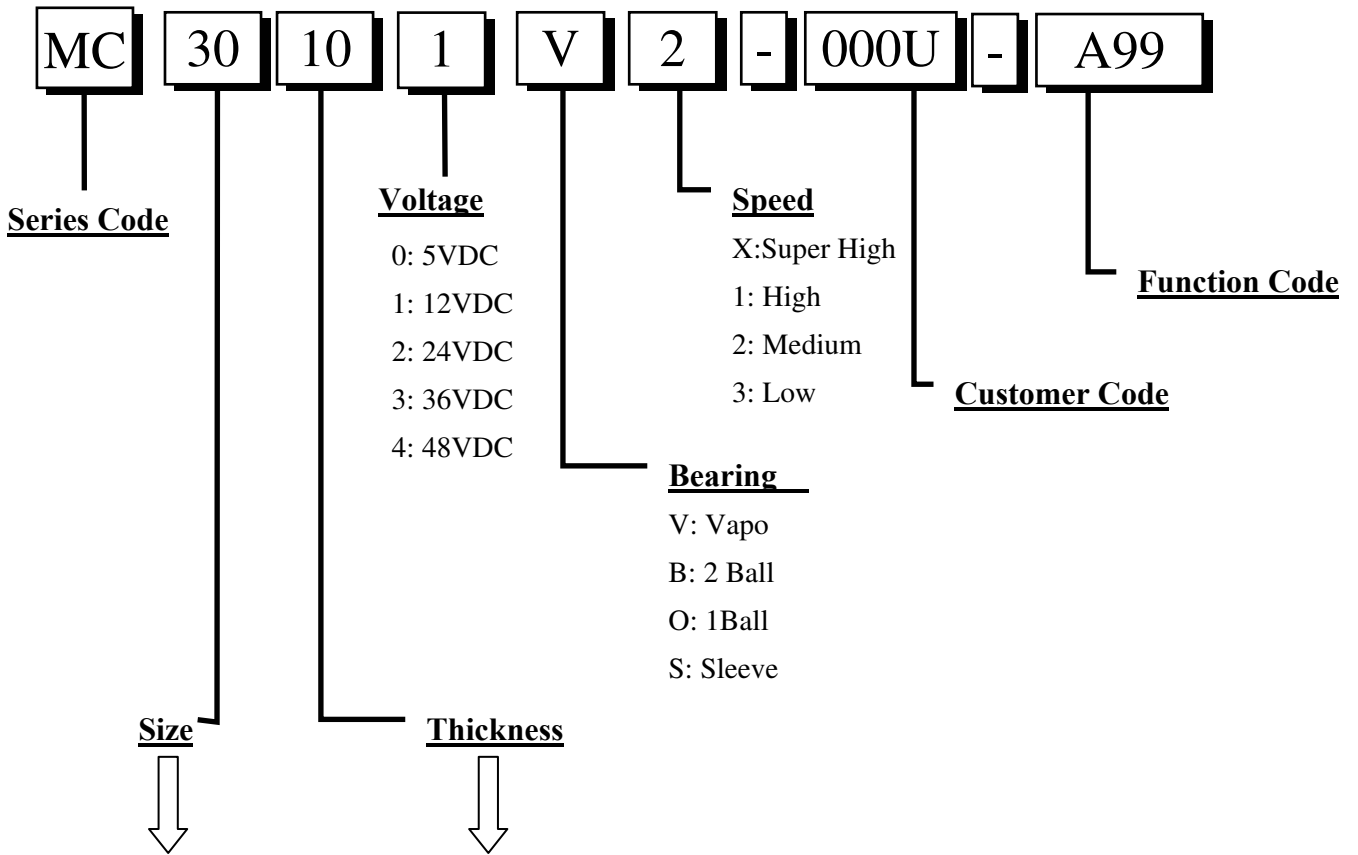 MC 30 10 1 V 2 - 000U - A99
Series Code
Voltage
0: 5VDC
1: 12VDC
2: 24VDC
3: 36VDC
4: 48VDC
Speed
X:Super High
1: High
2: Medium
3: Low
Function Code
Customer Code
Bearing
V: Vapo
B: 2 Ball
O: 1Ball
S: Sleeve
Size
Thickness